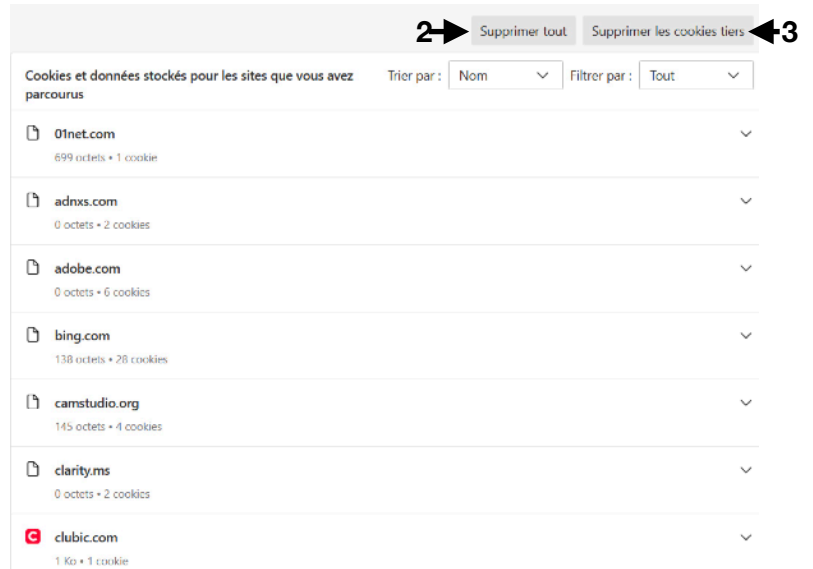 2 Supprimer tout Supprimer les cookies tiers 3
Cookies et données stockés pour les sites que vous avez Trier par : Nom Filtrer par : Tout
parcourus
01net.com
699 octets • 1 cookie
adnxs.com
0 octets • 2 cookies
adobe.com
0 octets • 6 cookies
bing.com
138 octets • 28 cookies
camstudio.org
145 octets • 4 cookies
clarity.ms
0 octets • 2 cookies
C clubic.com
1 Ko • 1 cookie